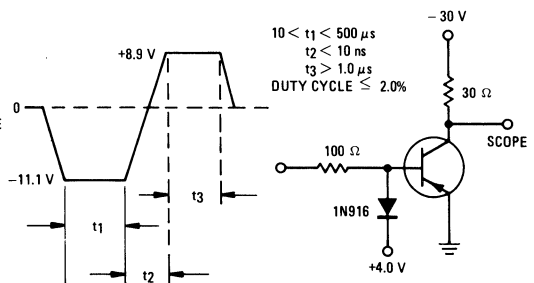 +8.9 V
0
E
−11.1 V
t3
t1
t2
10 < t1 < 500 μs
t2 < 10 ns
t3 > 1.0 μs
DUTY CYCLE ≤ 2.0%
− 30 V
30 Ω
SCOPE
100 Ω
1N916
+4.0 V